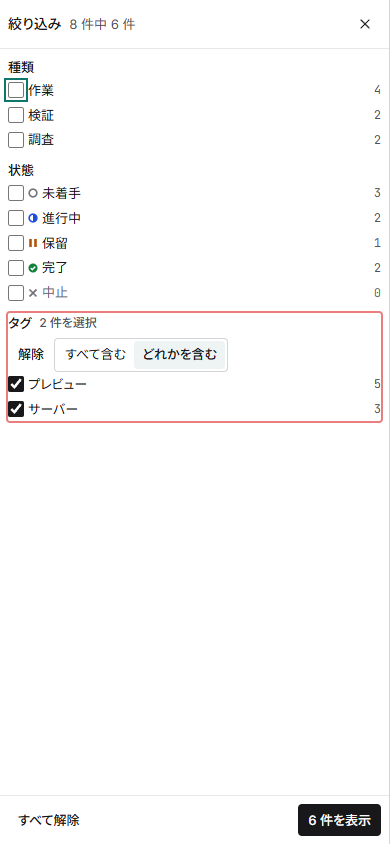 絞り込み 8 件中 6 件
種類
作業 4
検証 2
調査 2
状態
未着手 3
進行中 2
保留 1
完了 2
中止 0
タグ 2 件を選択
解除 すべて含む どれかを含む
プレビュー 5
サーバー 3
すべて解除 6 件を表示